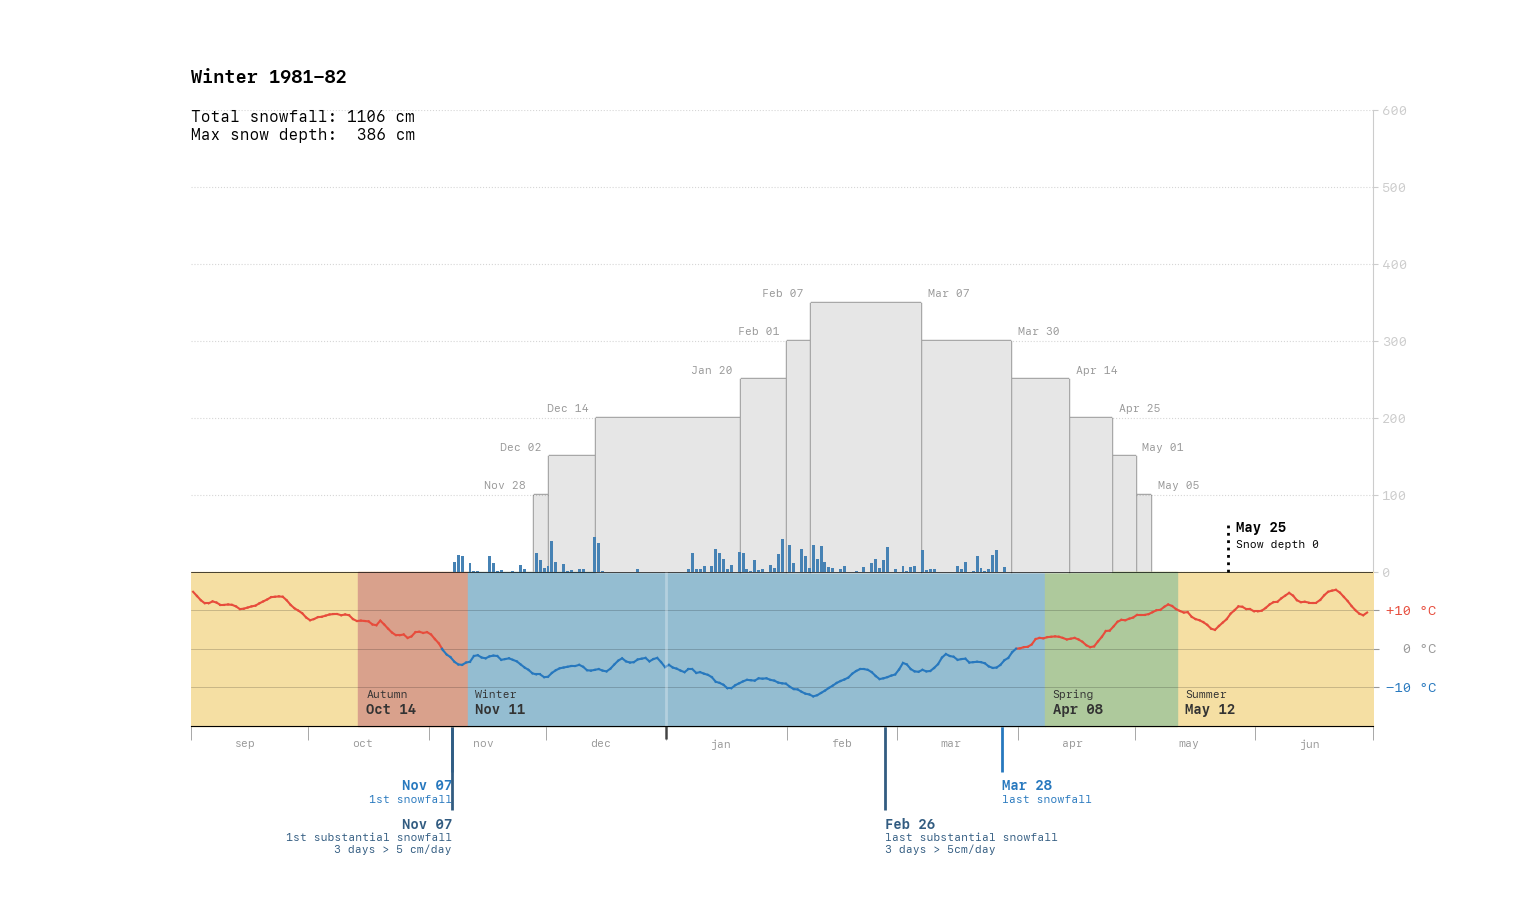 Winter 1981–82
Total snowfall: 1106 cm
Max snow depth:  386 cm
600
500
400
Feb 07
Mar 07
Feb 01
Mar 30
300
Jan 20
Apr 14
Dec 14
Apr 25
200
Dec 02
May 01
Nov 28
May 05
100
May 25
Snow depth 0
0
+10 °C
0 °C
−10 °C
Autumn
Oct 14
Winter
Nov 11
Spring
Apr 08
Summer
May 12
sep
oct
nov
dec
jan
feb
mar
apr
may
jun
Nov 07
1st snowfall
Mar 28
last snowfall
Nov 07
1st substantial snowfall
3 days > 5 cm/day
Feb 26
last substantial snowfall
3 days > 5cm/day